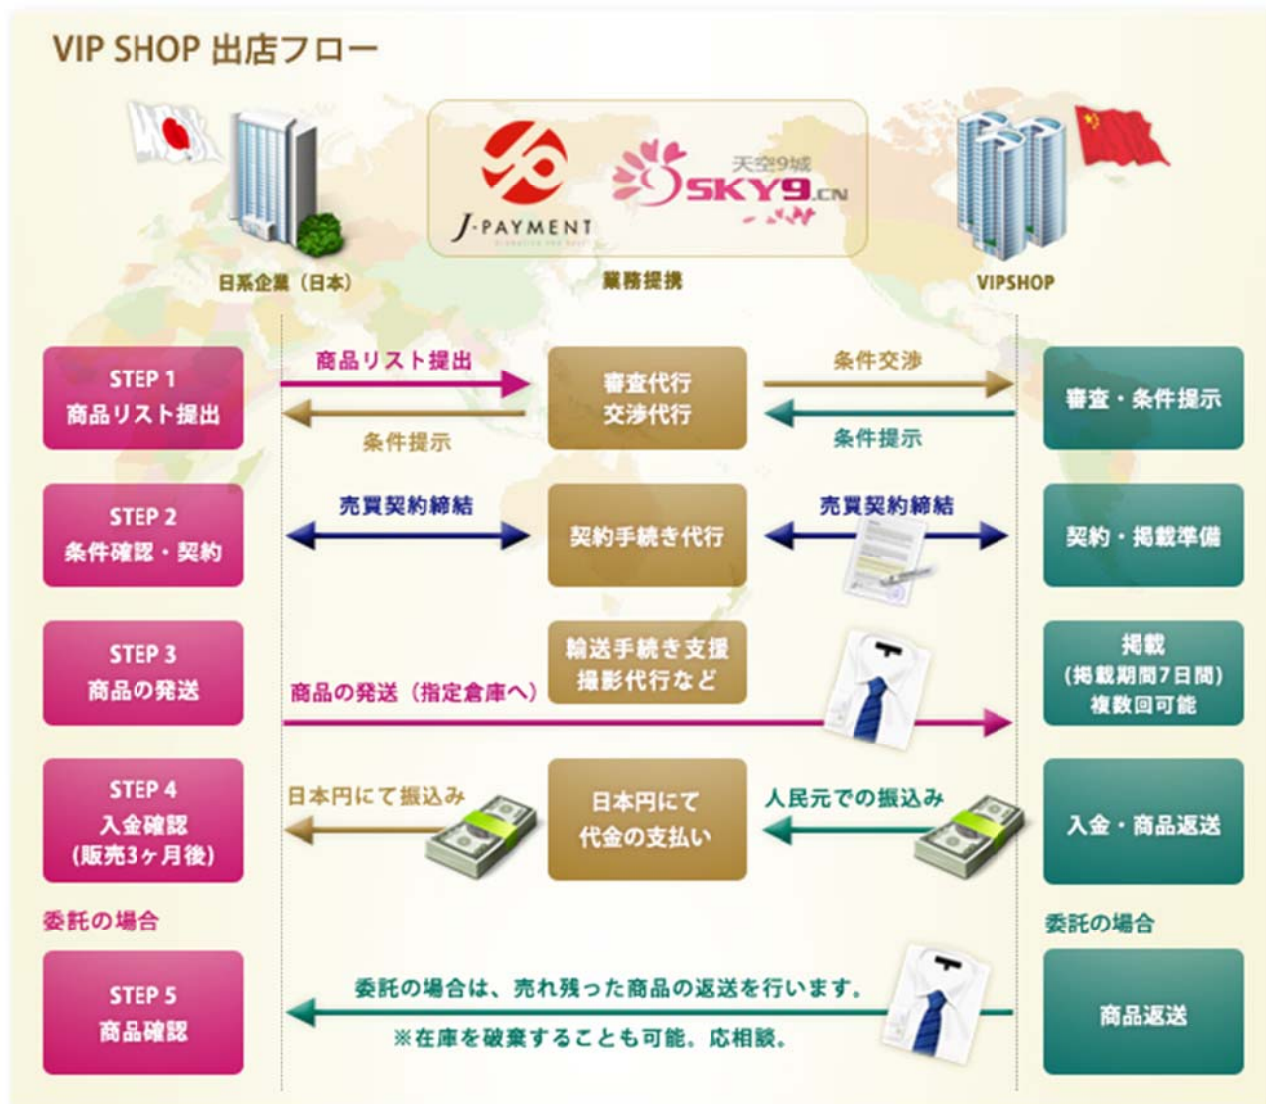 VIP SHOP 出店フロー
天空9城
SKY9.CN
J-PAYMENT
日系企業（日本）
業務提携
VIPSHOP
STEP 1
商品リスト提出
商品リスト提出
条件提示
審査代行
交渉代行
条件交渉
条件提示
審査・条件提示
STEP 2
条件確認・契約
売買契約締結
契約手続き代行
売買契約締結
契約・掲載準備
STEP 3
商品の発送
商品の発送（指定倉庫へ）
輸送手続き支援
撮影代行など
掲載
(掲載期間7日間)
複数回可能
STEP 4
入金確認
(販売3ヶ月後)
日本円にて振込み
日本円にて
代金の支払い
人民元での振込み
入金・商品返送
委託の場合
委託の場合
STEP 5
商品確認
委託の場合は、売れ残った商品の返送を行います。
※在庫を破棄することも可能。応相談。
商品返送